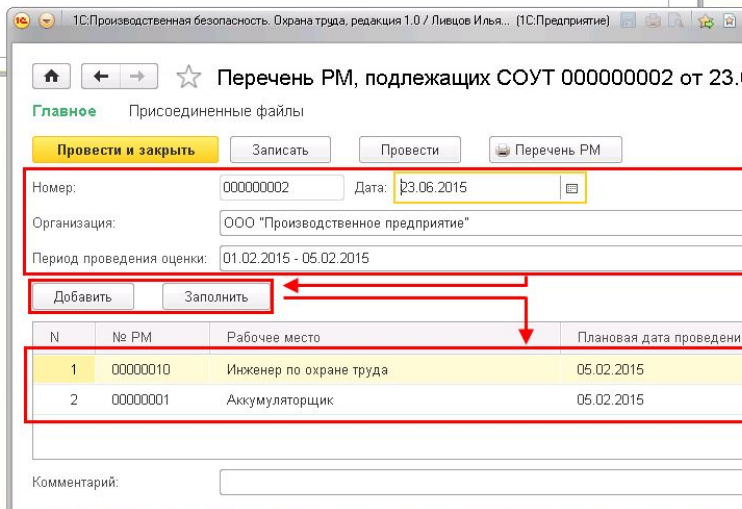 1С:Производственная безопасность. Охрана труда, редакция 1.0 / Ливцов Илья... (1С:Предприятие)
Перечень РМ, подлежащих СОУТ 000000002 от 23.
Главное Присоединенные файлы
Провести и закрыть Записать Провести Перечень РМ
Номер: 000000002 Дата: 23.06.2015
Организация: ООО "Производственное предприятие"
Период проведения оценки: 01.02.2015 - 05.02.2015
Добавить Заполнить
N № РМ Рабочее место Плановая дата проведени
1 00000010 Инженер по охране труда 05.02.2015
2 00000001 Аккумуляторщик 05.02.2015
Комментарий: